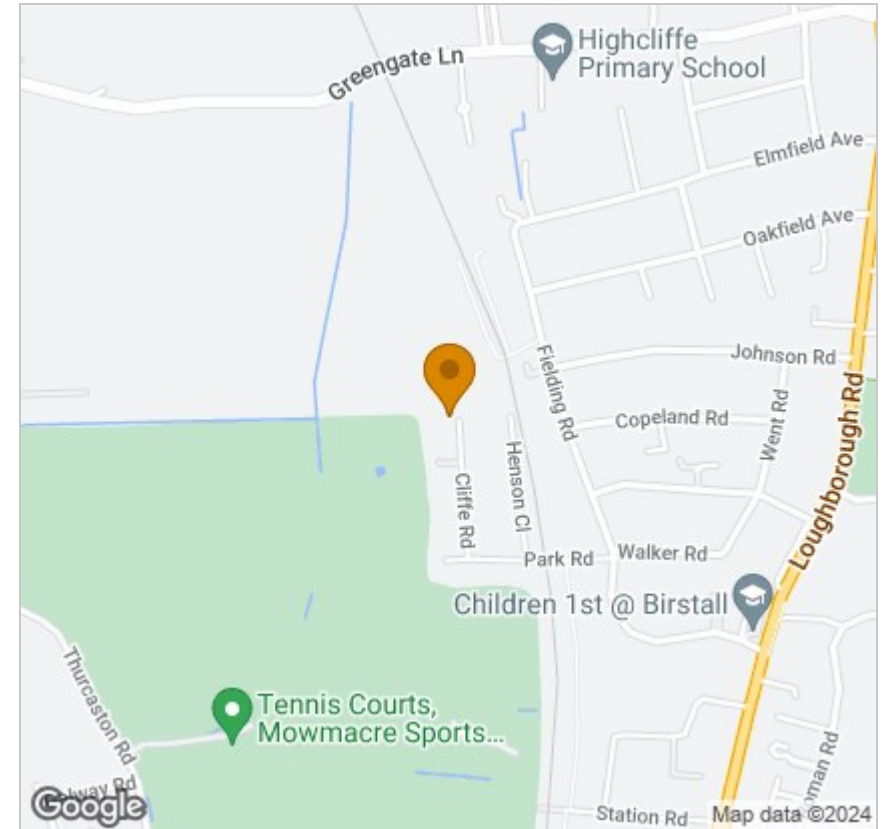 Greengate Ln
Highcliffe
Primary School
Elmfield Ave
Oakfield Ave
Johnson Rd
Fielding Rd
Copeland Rd
Went Rd
Loughborough Rd
Henson Cl
Cliffe Rd
Park Rd
Walker Rd
Children 1st @ Birstall
Thurcaston Rd
Tennis Courts,
Mowmacre Sports...
Station Rd
Google
Map data ©2024